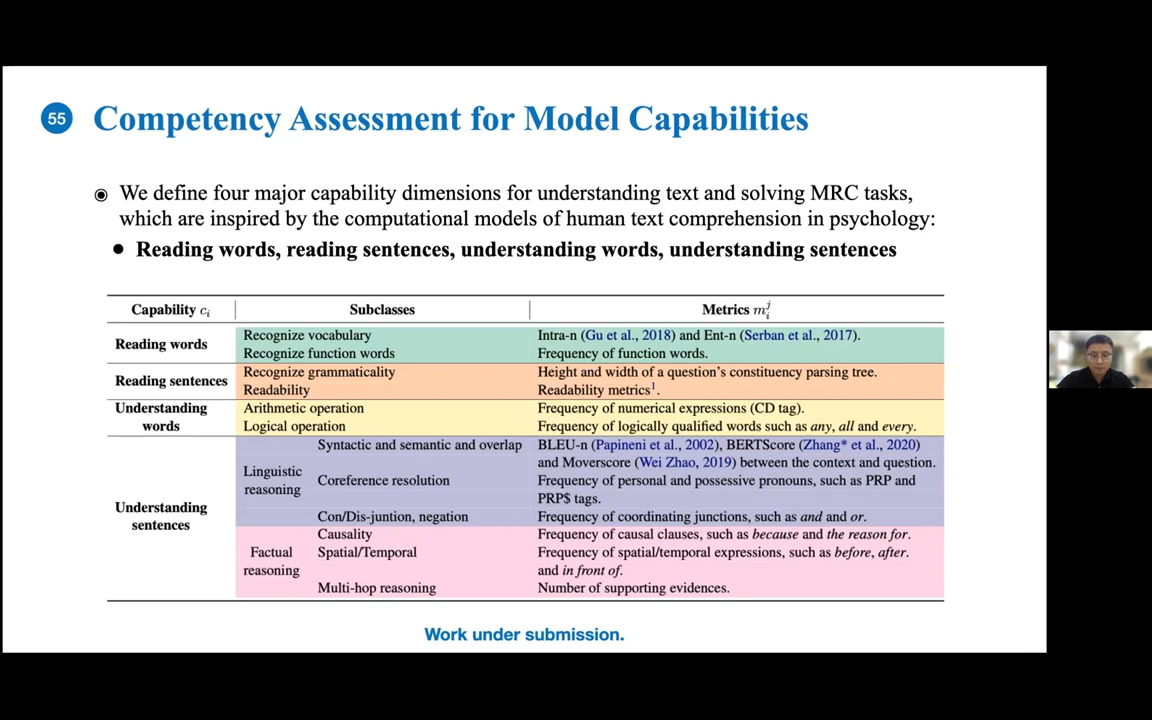 55 Competency Assessment for Model Capabilities
We define four major capability dimensions for understanding text and solving MRC tasks,
which are inspired by the computational models of human text comprehension in psychology:
Reading words, reading sentences, understanding words, understanding sentences
Capability c_i Subclasses Metrics m_i^j
Reading words
Recognize vocabulary Intra-n (Gu et al., 2018) and Ent-n (Serban et al., 2017).
Recognize function words Frequency of function words.
Reading sentences
Recognize grammaticality Height and width of a question's constituency parsing tree.
Readability Readability metrics¹.
Understanding
words
Arithmetic operation Frequency of numerical expressions (CD tag).
Logical operation Frequency of logically qualified words such as any, all and every.
Understanding
sentences
Linguistic
reasoning
Syntactic and semantic and overlap BLEU-n (Papineni et al., 2002), BERTScore (Zhang* et al., 2020)
and Moverscore (Wei Zhao, 2019) between the context and question.
Coreference resolution Frequency of personal and possessive pronouns, such as PRP and
PRP$ tags.
Con/Dis-juntion, negation Frequency of coordinating junctions, such as and and or.
Factual
reasoning
Causality Frequency of causal clauses, such as because and the reason for.
Spatial/Temporal Frequency of spatial/temporal expressions, such as before, after.
and in front of.
Multi-hop reasoning Number of supporting evidences.
Work under submission.